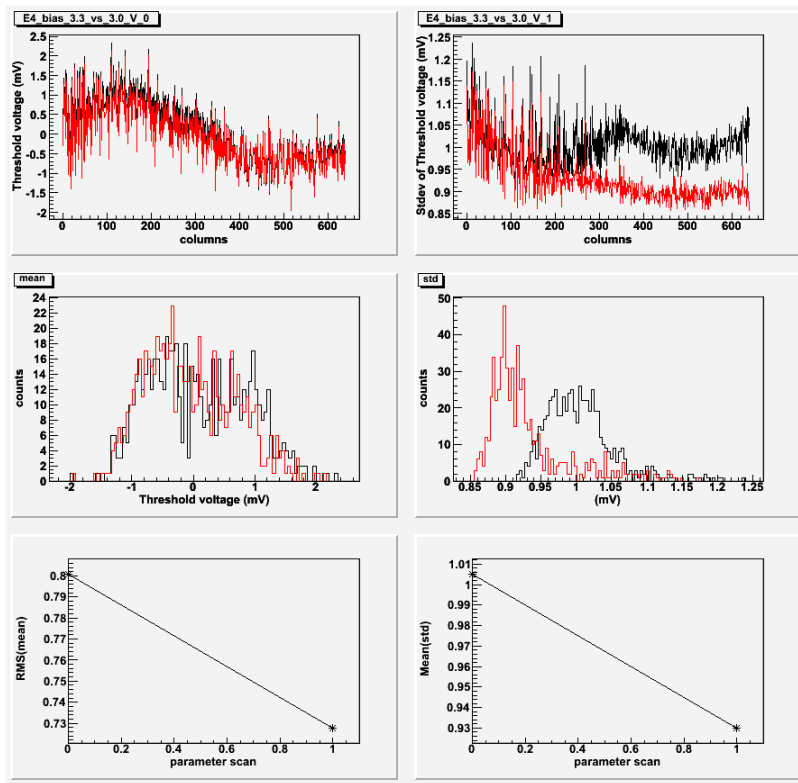 E4_bias_3.3_vs_3.0_V_0
Threshold voltage (mV)
2.5
2
1.5
1
0.5
0
-0.5
-1
-1.5
-2
0 100 200 300 400 500 600
columns
E4_bias_3.3_vs_3.0_V_1
Stdev of Threshold voltage (mV)
1.25
1.2
1.15
1.1
1.05
1
0.95
0.9
0.85
0 100 200 300 400 500 600
columns
mean
counts
24
22
20
18
16
14
12
10
8
6
4
2
0
-2 -1 0 1 2
Threshold voltage (mV)
std
counts
50
40
30
20
10
0
0.85 0.9 0.95 1 1.05 1.1 1.15 1.2 1.25
(mV)
RMS(mean)
0.8
0.79
0.78
0.77
0.76
0.75
0.74
0.73
0 0.2 0.4 0.6 0.8 1
parameter scan
Mean(std)
1.01
1
0.99
0.98
0.97
0.96
0.95
0.94
0.93
0 0.2 0.4 0.6 0.8 1
parameter scan